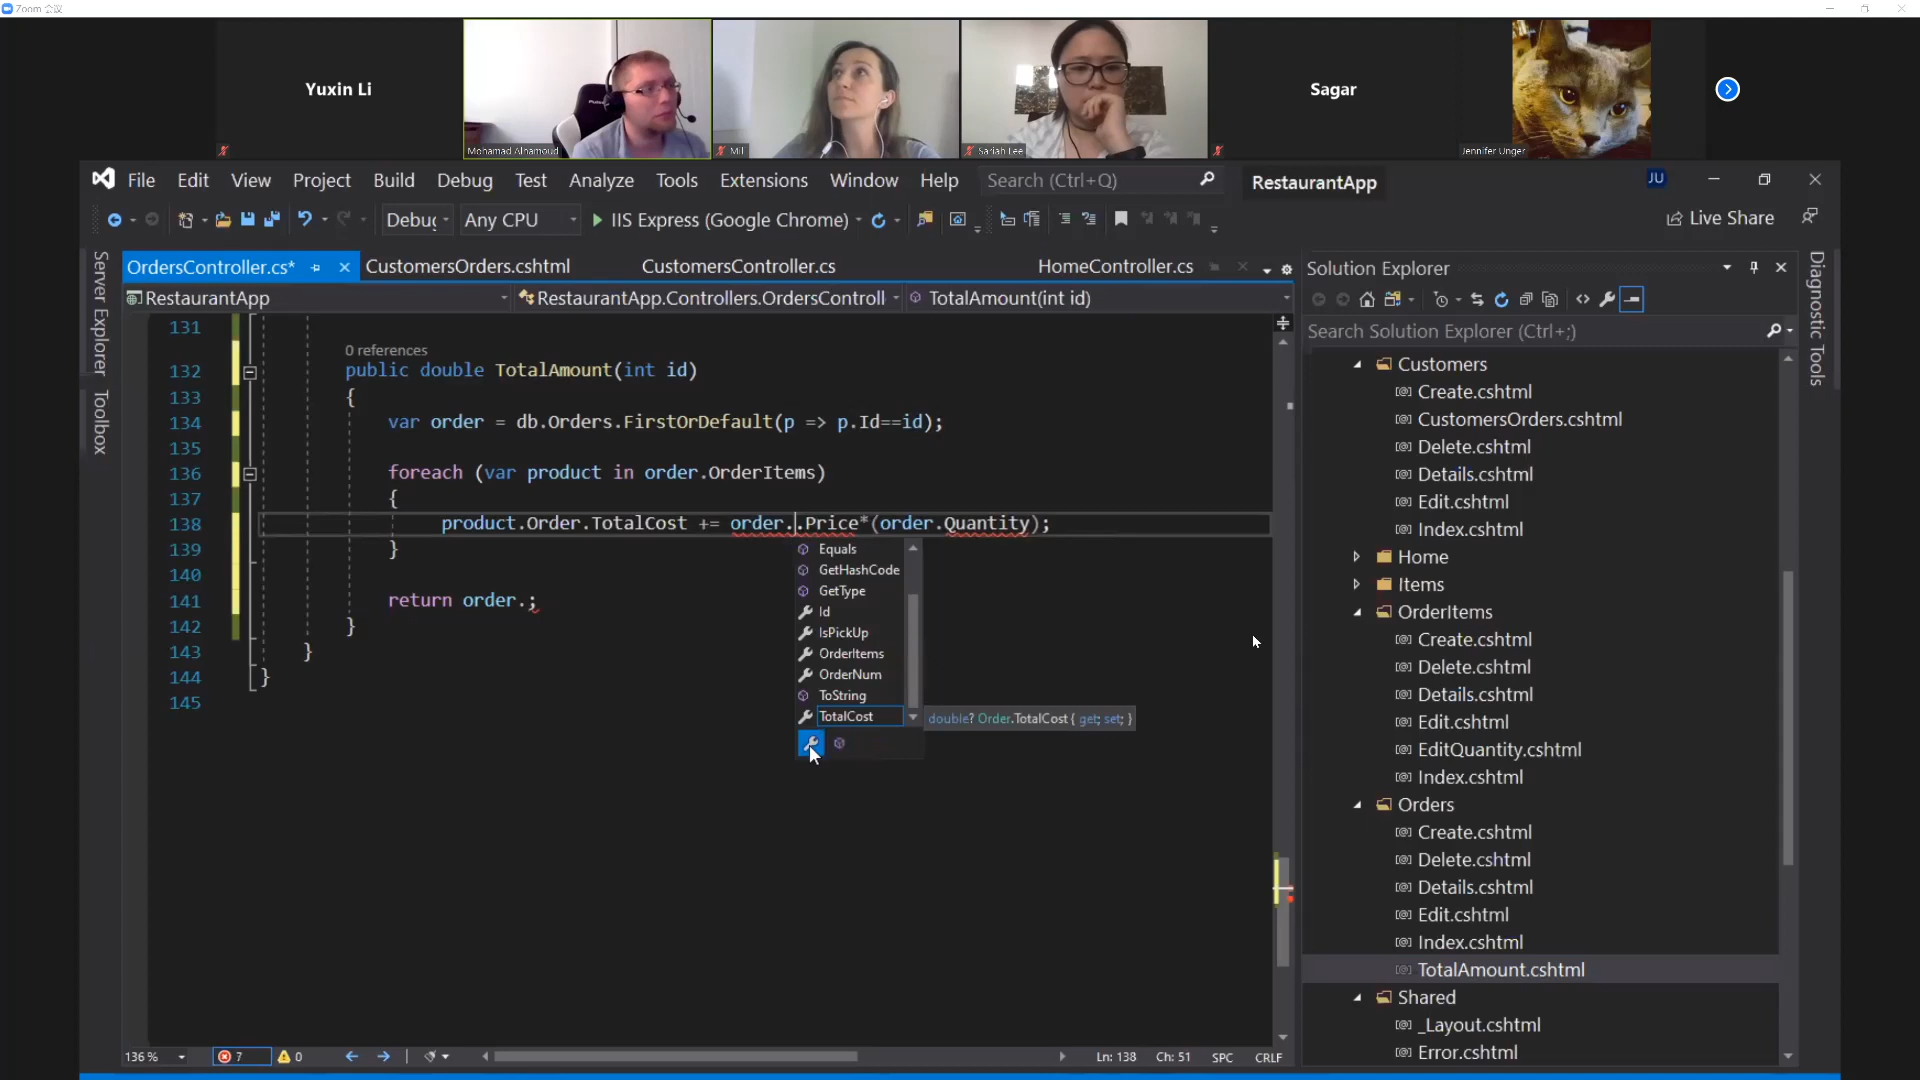 Zoom 会议
Yuxin Li
Mohamad Alhamoud
Mil
Sariah Lee
Sagar
Jennifer Unger
File Edit View Project Build Debug Test Analyze Tools Extensions Window Help Search (Ctrl+Q) RestaurantApp JU
Debug Any CPU IIS Express (Google Chrome) Live Share
Server Explorer
Toolbox
OrdersController.cs* CustomersOrders.cshtml CustomersController.cs HomeController.cs
RestaurantApp RestaurantApp.Controllers.OrdersControll TotalAmount(int id)
131
0 references
132 public double TotalAmount(int id)
133 {
134 var order = db.Orders.FirstOrDefault(p => p.Id==id);
135
136 foreach (var product in order.OrderItems)
137 {
138 product.Order.TotalCost += order..Price*(order.Quantity);
139 }
140
141 return order.;
142 }
143 }
144 }
145
Equals
GetHashCode
GetType
Id
IsPickUp
OrderItems
OrderNum
ToString
TotalCost double? Order.TotalCost { get; set; }
136 % 7 0 Ln: 138 Ch: 51 SPC CRLF
Solution Explorer
Search Solution Explorer (Ctrl+;)
Customers
Create.cshtml
CustomersOrders.cshtml
Delete.cshtml
Details.cshtml
Edit.cshtml
Index.cshtml
Home
Items
OrderItems
Create.cshtml
Delete.cshtml
Details.cshtml
Edit.cshtml
EditQuantity.cshtml
Index.cshtml
Orders
Create.cshtml
Delete.cshtml
Details.cshtml
Edit.cshtml
Index.cshtml
TotalAmount.cshtml
Shared
_Layout.cshtml
Error.cshtml
Diagnostic Tools